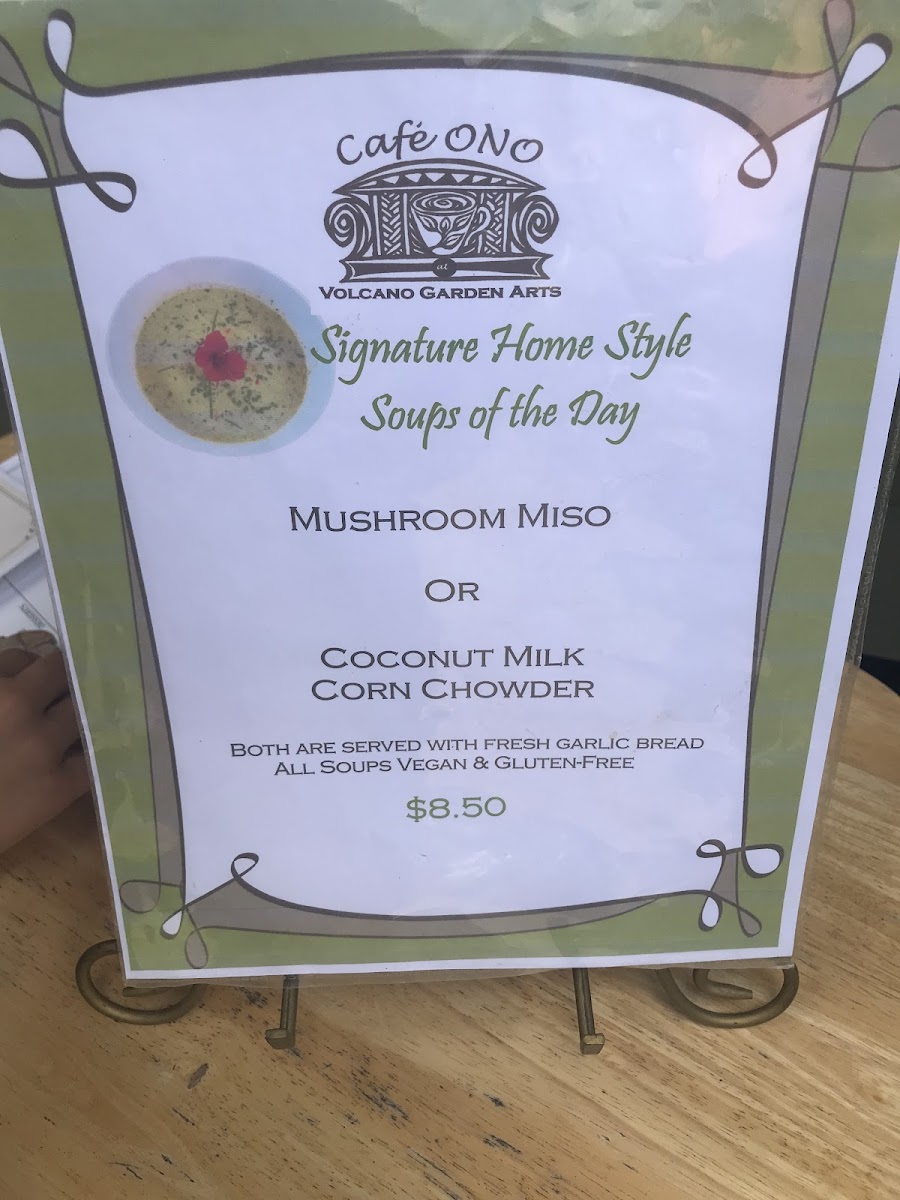 Café ONO
at
VOLCANO GARDEN ARTS
Signature Home Style
Soups of the Day
MUSHROOM MISO
OR
COCONUT MILK
CORN CHOWDER
BOTH ARE SERVED WITH FRESH GARLIC BREAD
ALL SOUPS VEGAN & GLUTEN-FREE
$8.50